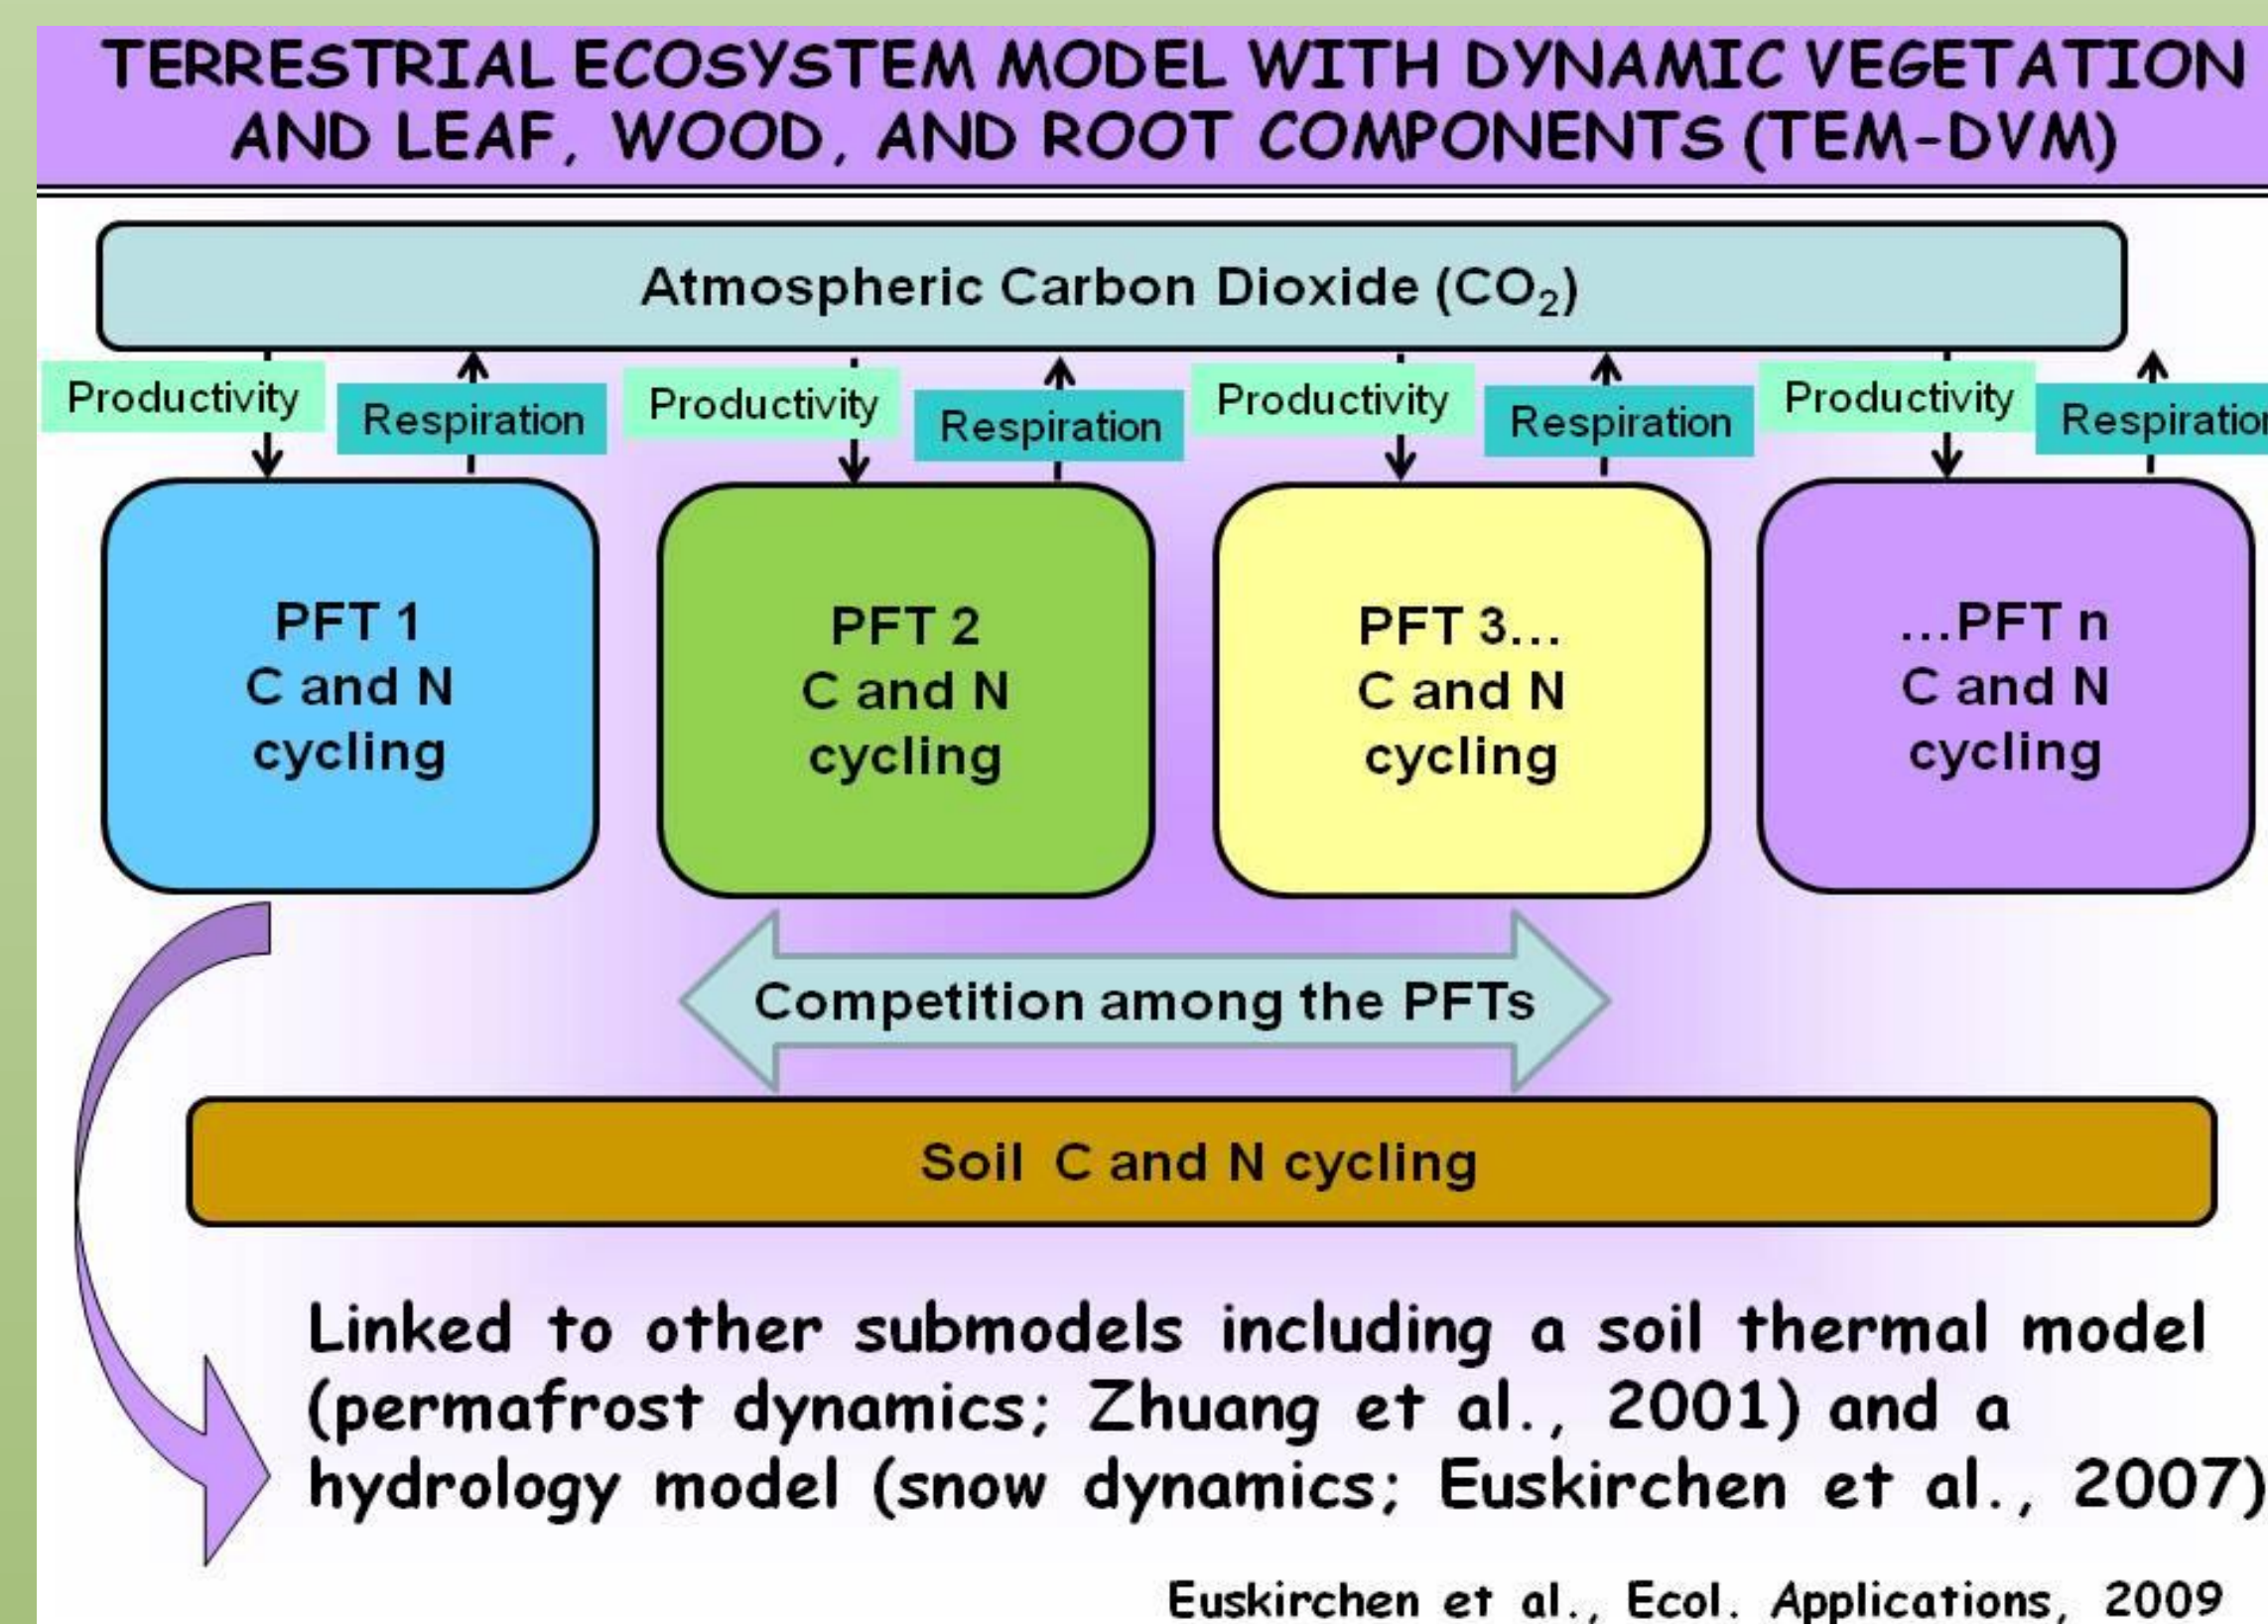 TERRESTRIAL ECOSYSTEM MODEL WITH DYNAMIC VEGETATION
AND LEAF, WOOD, AND ROOT COMPONENTS (TEM-DVM)
Atmospheric Carbon Dioxide (CO₂)
Productivity
Respiration
Productivity
Respiration
Productivity
Respiration
Productivity
Respiration
PFT 1
C and N
cycling
PFT 2
C and N
cycling
PFT 3...
C and N
cycling
...PFT n
C and N
cycling
Competition among the PFTs
Soil C and N cycling
Linked to other submodels including a soil thermal model
(permafrost dynamics; Zhuang et al., 2001) and a
hydrology model (snow dynamics; Euskirchen et al., 2007)
Euskirchen et al., Ecol. Applications, 2009